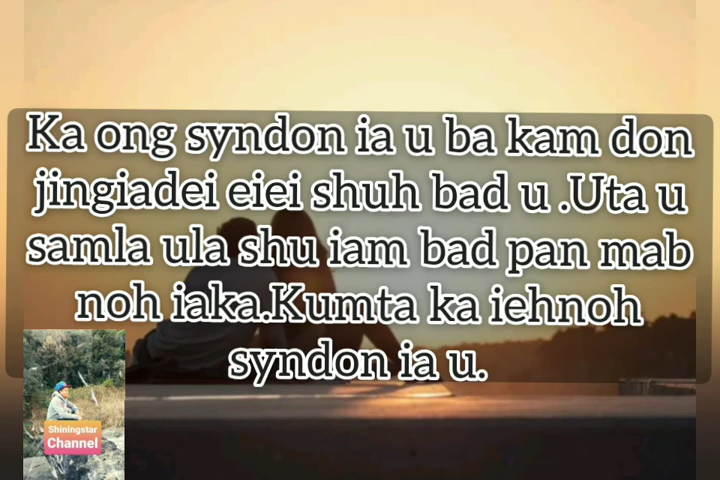 Ka ong syndon ia u ba kam don
jingiadei eiei shuh bad u .Uta u
samla ula shu iam bad pan mab
noh iaka.Kumta ka iehnoh
syndon ia u.
Shiningstar
Channel